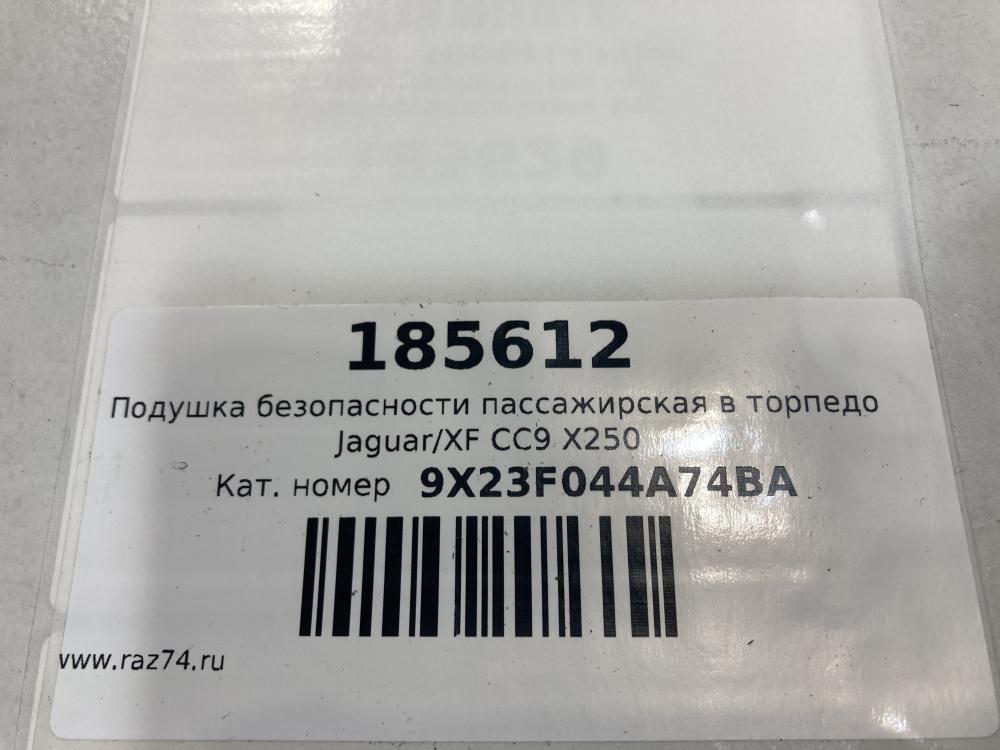 185612
Подушка безопасности пассажирская в торпедо
Jaguar/XF CC9 X250
Кат. номер 9X23F044A74BA
www.raz74.ru